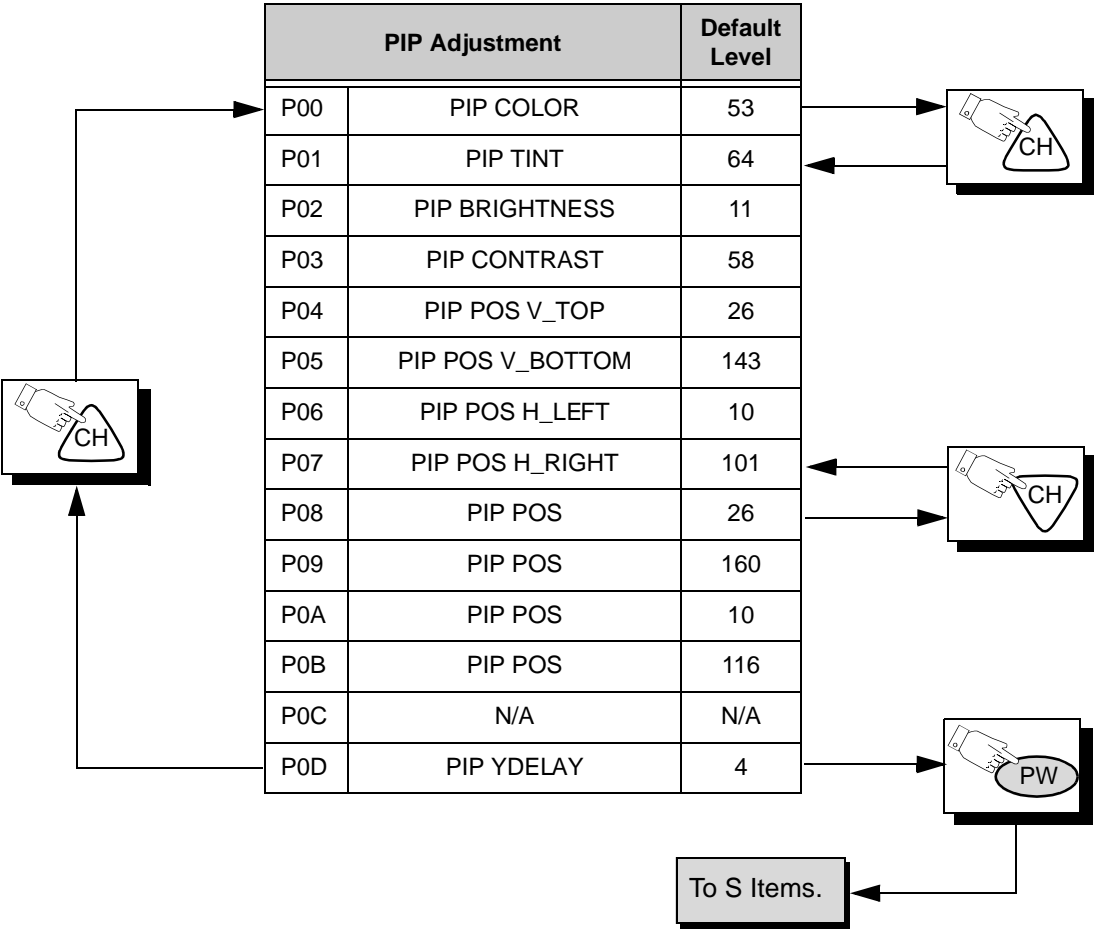 PIP Adjustment Default Level
P00 PIP COLOR 53
CH
P01 PIP TINT 64
P02 PIP BRIGHTNESS 11
P03 PIP CONTRAST 58
P04 PIP POS V_TOP 26
P05 PIP POS V_BOTTOM 143
P06 PIP POS H_LEFT 10
CH
P07 PIP POS H_RIGHT 101
CH
P08 PIP POS 26
P09 PIP POS 160
P0A PIP POS 10
P0B PIP POS 116
P0C N/A N/A
P0D PIP YDELAY 4
PW
To S Items.